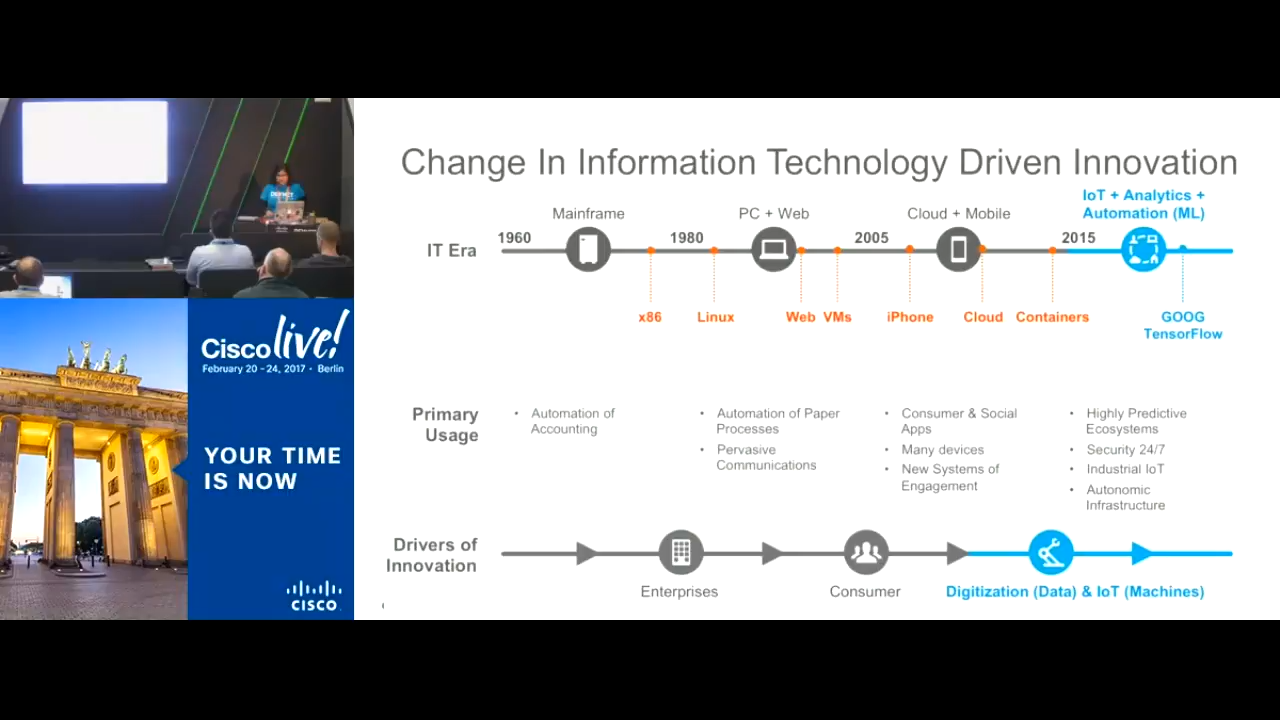 Change In Information Technology Driven Innovation
IoT + Analytics +
Automation (ML)
Mainframe
PC + Web
Cloud + Mobile
1960
1980
2005
2015
IT Era
x86
Linux
Web
VMs
iPhone
Cloud
Containers
GOOG
TensorFlow
Primary
Usage
• Automation of
Accounting
• Automation of Paper
Processes
• Pervasive
Communications
• Consumer & Social
Apps
• Many devices
• New Systems of
Engagement
• Highly Predictive
Ecosystems
• Security 24/7
• Industrial IoT
• Autonomic
Infrastructure
Drivers of
Innovation
Enterprises
Consumer
Digitization (Data) & IoT (Machines)
Cisco live!
February 20 - 24, 2017 • Berlin
YOUR TIME
IS NOW
CISCO